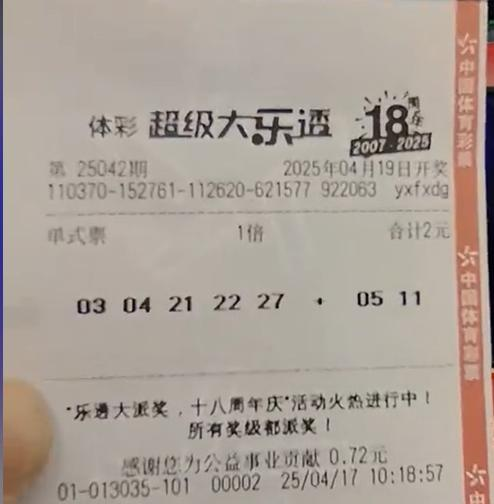 体彩 超级大乐透 18周年 2007-2025
第 25042期 2025年04月19日开奖
110370-152761-112620-621577 922063 yxfxdg
单式票 1倍 合计2元
03 04 21 22 27 + 05 11
"乐透大派奖，十八周年庆"活动火热进行中！
所有奖级都派奖！
感谢您为公益事业贡献 0.72元
01-013035-101 00002 25/04/17 10:18:57
中国体育彩票
中国体育彩票
中